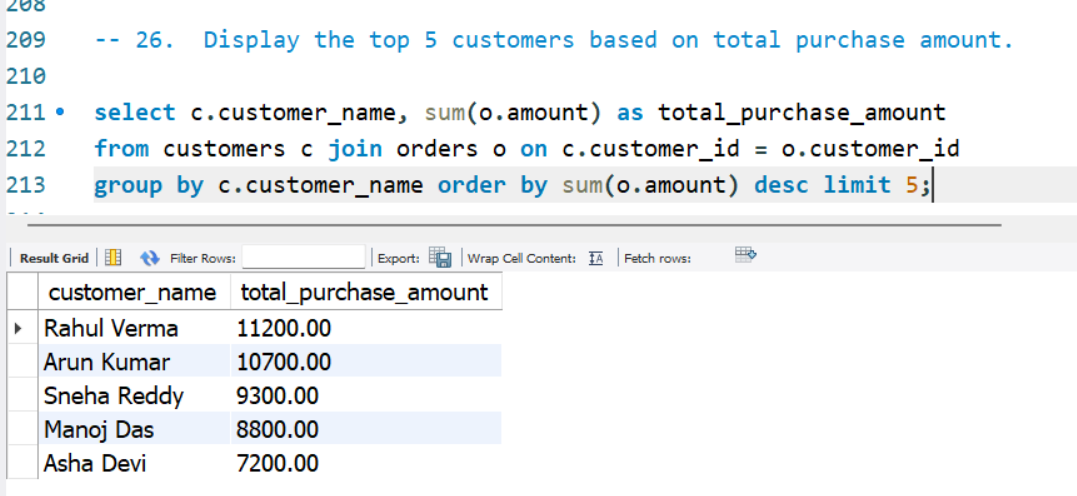 208
209 -- 26.  Display the top 5 customers based on total purchase amount.
210
211 select c.customer_name, sum(o.amount) as total_purchase_amount
212 from customers c join orders o on c.customer_id = o.customer_id
213 group by c.customer_name order by sum(o.amount) desc limit 5;
Result Grid Filter Rows: Export: Wrap Cell Content: IA Fetch rows:
customer_name total_purchase_amount
Rahul Verma 11200.00
Arun Kumar 10700.00
Sneha Reddy 9300.00
Manoj Das 8800.00
Asha Devi 7200.00